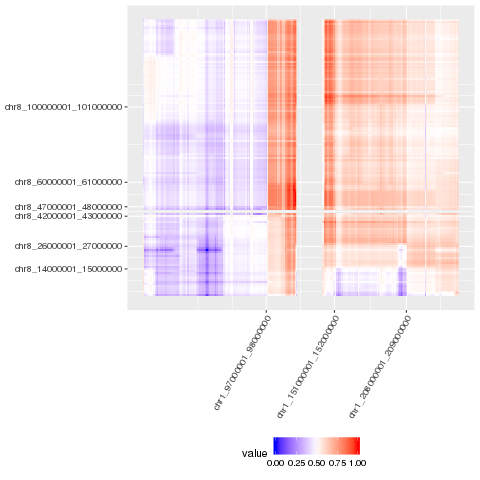 chr8_100000001_101000000
chr8_60000001_61000000
chr8_47000001_48000000
chr8_42000001_43000000
chr8_26000001_27000000
chr8_14000001_15000000
chr1_97000001_98000000
chr1_151000001_152000000
chr1_208000001_209000000
value
0.00 0.25 0.50 0.75 1.00